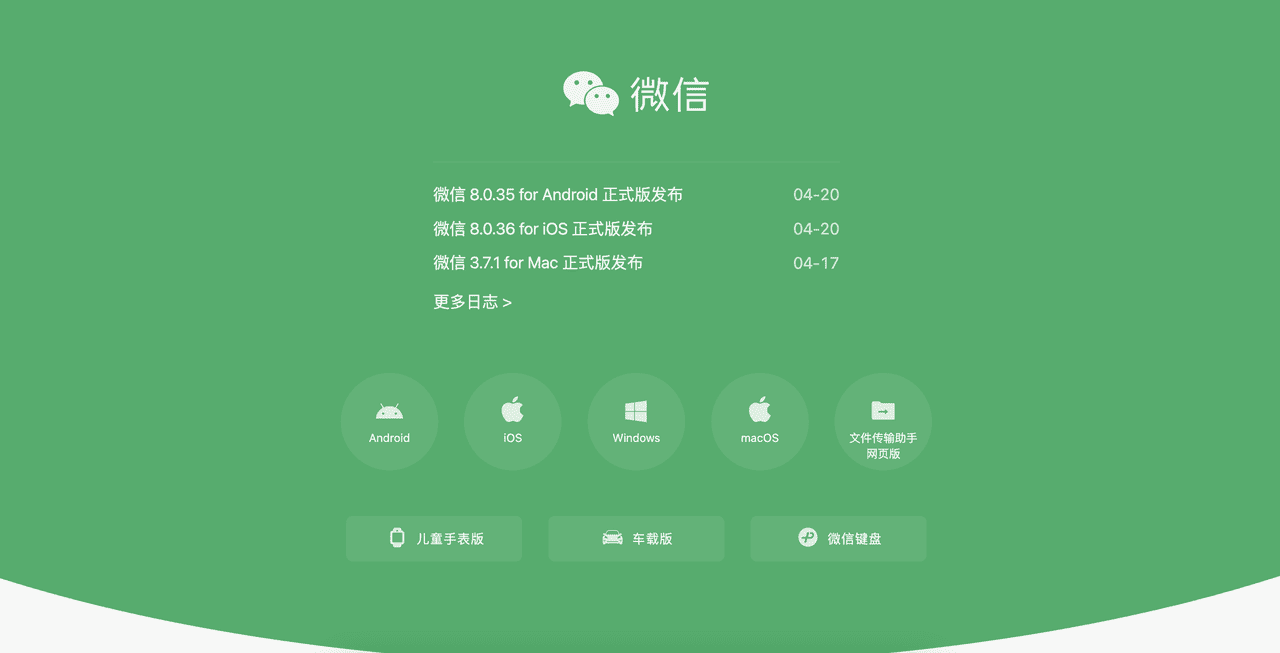 微信
微信 8.0.35 for Android 正式版发布 04-20
微信 8.0.36 for iOS 正式版发布 04-20
微信 3.7.1 for Mac 正式版发布 04-17
更多日志 >
Android iOS Windows macOS 文件传输助手
网页版
儿童手表版 车载版 微信键盘